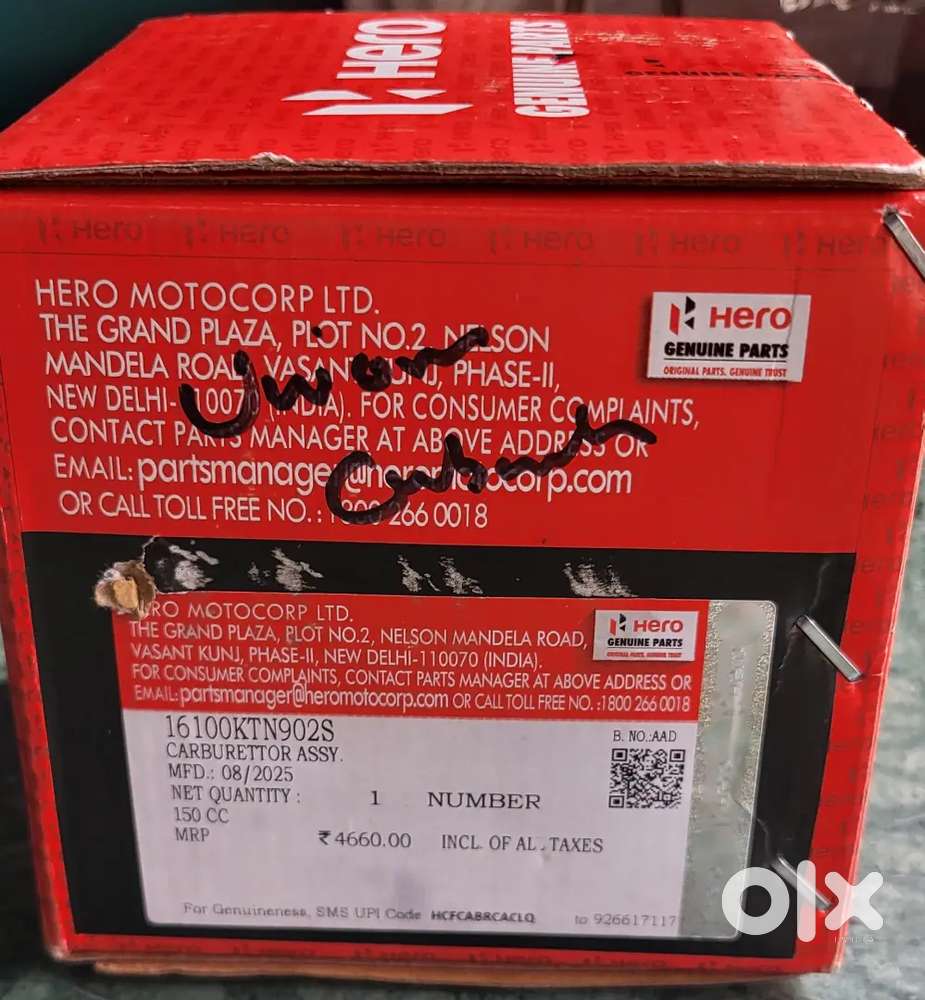 Hero
GENUINE PARTS
GENUINE PARTS
Hero Hero Hero Hero Hero Hero
HERO MOTOCORP LTD.
THE GRAND PLAZA, PLOT NO.2, NELSON
MANDELA ROAD, VASANT KUNJ, PHASE-II,
NEW DELHI-110070 (INDIA). FOR CONSUMER COMPLAINTS,
CONTACT PARTS MANAGER AT ABOVE ADDRESS OR
EMAIL: partsmanager@heromotocorp.com
OR CALL TOLL FREE NO. : 1800 266 0018
Hero
GENUINE PARTS
ORIGINAL PARTS. GENUINE TRUST
HERO MOTOCORP LTD.
THE GRAND PLAZA, PLOT NO.2, NELSON MANDELA ROAD,
VASANT KUNJ, PHASE-II, NEW DELHI-110070 (INDIA).
FOR CONSUMER COMPLAINTS, CONTACT PARTS MANAGER AT ABOVE ADDRESS OR
EMAIL: partsmanager@heromotocorp.com OR CALL TOLL FREE NO. :1800 266 0018
Hero
GENUINE PARTS
ORIGINAL PARTS. GENUINE TRUST
16100KTN902S
CARBURETTOR ASSY.
B. NO.:AAD
MFD.: 08/2025
NET QUANTITY : 1 NUMBER
150 CC
MRP ₹4660.00 INCL. OF ALL TAXES
For Genuineness, SMS UPI Code HCFCABRCACLQ to 926617117
olx